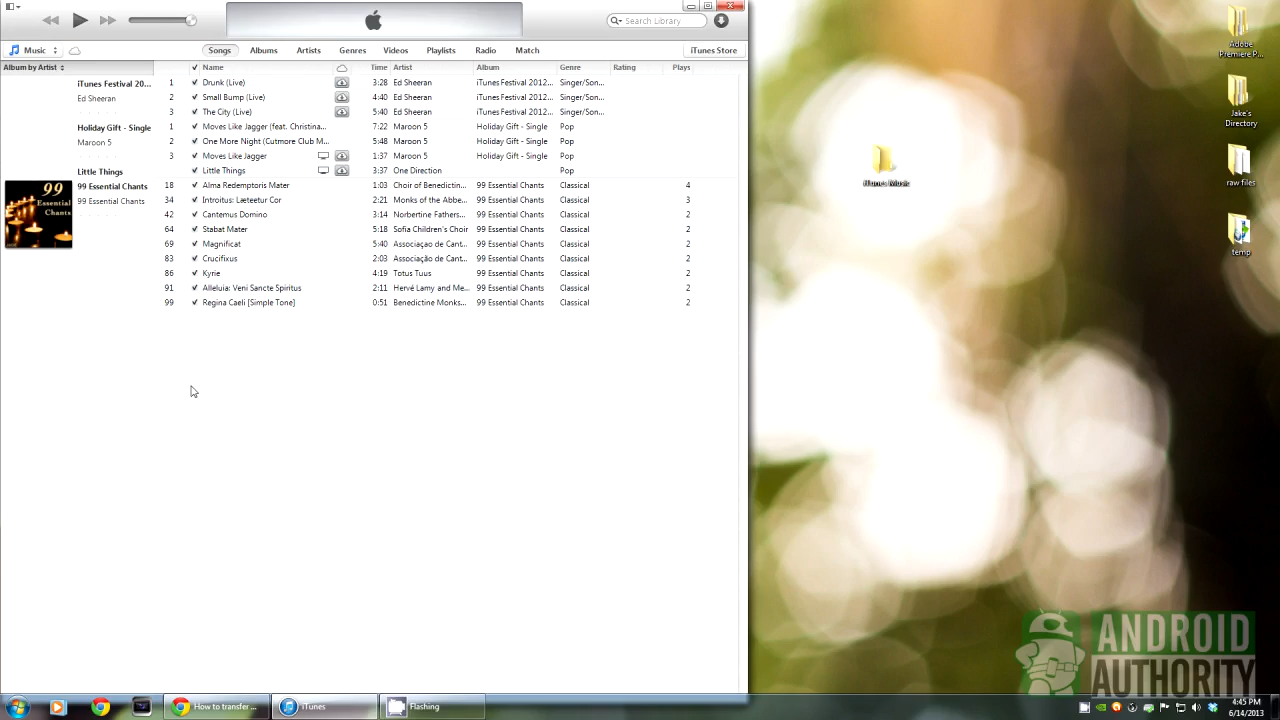 Search Library
Music Songs Albums Artists Genres Videos Playlists Radio Match iTunes Store
Album by Artist ✔ Name Time Artist Album Genre Rating Plays
iTunes Festival 20... 1 ✔ Drunk (Live) 3:28 Ed Sheeran iTunes Festival 2012... Singer/Son...
Ed Sheeran 2 ✔ Small Bump (Live) 4:40 Ed Sheeran iTunes Festival 2012... Singer/Son...
3 ✔ The City (Live) 5:40 Ed Sheeran iTunes Festival 2012... Singer/Son...
Holiday Gift - Single 1 ✔ Moves Like Jagger (feat. Christina... 7:22 Maroon 5 Holiday Gift - Single Pop
Maroon 5 2 ✔ One More Night (Cutmore Club M... 5:48 Maroon 5 Holiday Gift - Single Pop
3 ✔ Moves Like Jagger 1:37 Maroon 5 Holiday Gift - Single Pop
Little Things ✔ Little Things 3:37 One Direction Pop
99 Essential Chants 18 ✔ Alma Redemptoris Mater 1:03 Choir of Benedictin... 99 Essential Chants Classical 4
99 Essential Chants 34 ✔ Introitus: Læteetur Cor 2:21 Monks of the Abbe... 99 Essential Chants Classical 3
42 ✔ Cantemus Domino 3:14 Norbertine Fathers... 99 Essential Chants Classical 2
64 ✔ Stabat Mater 5:18 Sofia Children's Choir 99 Essential Chants Classical 2
69 ✔ Magnificat 5:07 Associaçao de Cant... 99 Essential Chants Classical 2
83 ✔ Crucifixus 2:03 Associação de Cant... 99 Essential Chants Classical 2
86 ✔ Kyrie 4:19 Totus Tuus 99 Essential Chants Classical 2
91 ✔ Alleluia: Veni Sancte Spiritus 2:11 Hervé Lamy and Me... 99 Essential Chants Classical 2
99 ✔ Regina Caeli [Simple Tone] 0:51 Benedictine Monks... 99 Essential Chants Classical 2
99
Essential
Chants
iTunes Music
Adobe
Premiere P...
Jake's
Directory
raw files
temp
ANDROID
AUTHORITY
How to transfer ... iTunes Flashing
4:45 PM
6/14/2013